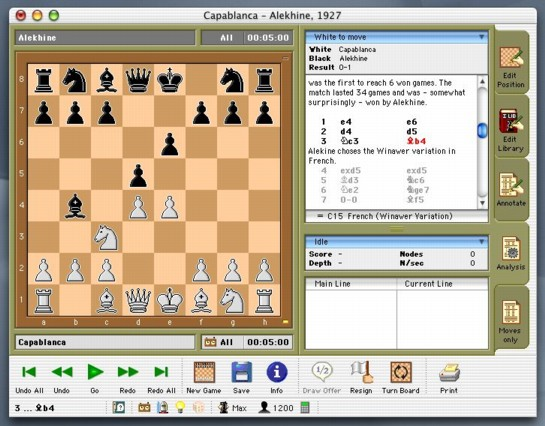 Capablanca – Alekhine, 1927
Alekhine
All
00:05:00
8
7
6
5
4
3
2
1
a b c d e f g h
Capablanca
All
00:05:00
White to move
White Capablanca
Black Alekhine
Result 0-1
was the first to reach 6 won games. The
match lasted 34 games and was - somewhat
surprisingly - won by Alekhine.
1 e4 e6
2 d4 d5
3 ♘c3 ♗b4
Alekine choses the Winawer variation in
French.
4 exd5 exd5
5 ♗d3 ♞c6
6 ♘e2 ♞ge7
7 0-0 ♗f5
= C15 French (Winawer Variation)
Idle
Score - Nodes 0
Depth - N/sec 0
Main Line
Current Line
Edit
Position
Edit
Library
Annotate
Analysis
Moves
only
Undo All
Undo
Go
Redo
Redo All
New Game
Save
Info
1/2
Draw Offer
Resign
Turn Board
Print
3 ... ♗b4
Max
1200